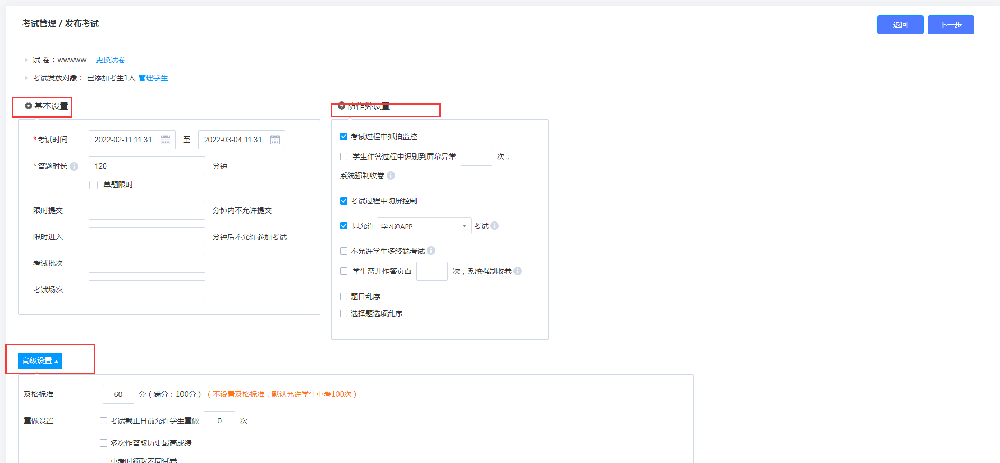 考试管理 / 发布考试
返回
下一步
试 卷：wwwww 更换试卷
考试发放对象： 已添加考生1人 管理学生
基本设置
*考试时间 2022-02-11 11:31 至 2022-03-04 11:31
*答题时长 120 分钟
单题限时
限时提交 分钟内不允许提交
限时进入 分钟后不允许参加考试
考试批次
考试场次
防作弊设置
考试过程中抓拍监控
学生作答过程中识别到屏幕异常 次，
系统强制收卷
考试过程中切屏控制
只允许 学习通APP 考试
不允许学生多终端考试
学生离开作答页面 次，系统强制收卷
题目乱序
选择题选项乱序
高级设置
及格标准 60 分（满分：100分）（不设置及格标准，默认允许学生重考100次）
重做设置 考试截止日前允许学生重做 0 次
多次作答取历史最高成绩
重考时领取不同试卷